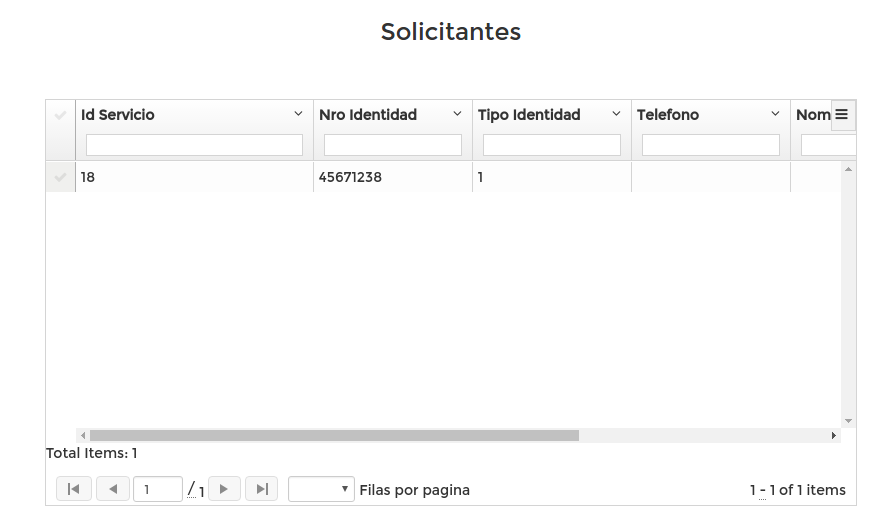 Solicitantes
Id Servicio Nro Identidad Tipo Identidad Telefono Nom
18 45671238 1
Total Items: 1
1 / 1 Filas por pagina 1 - 1 of 1 items